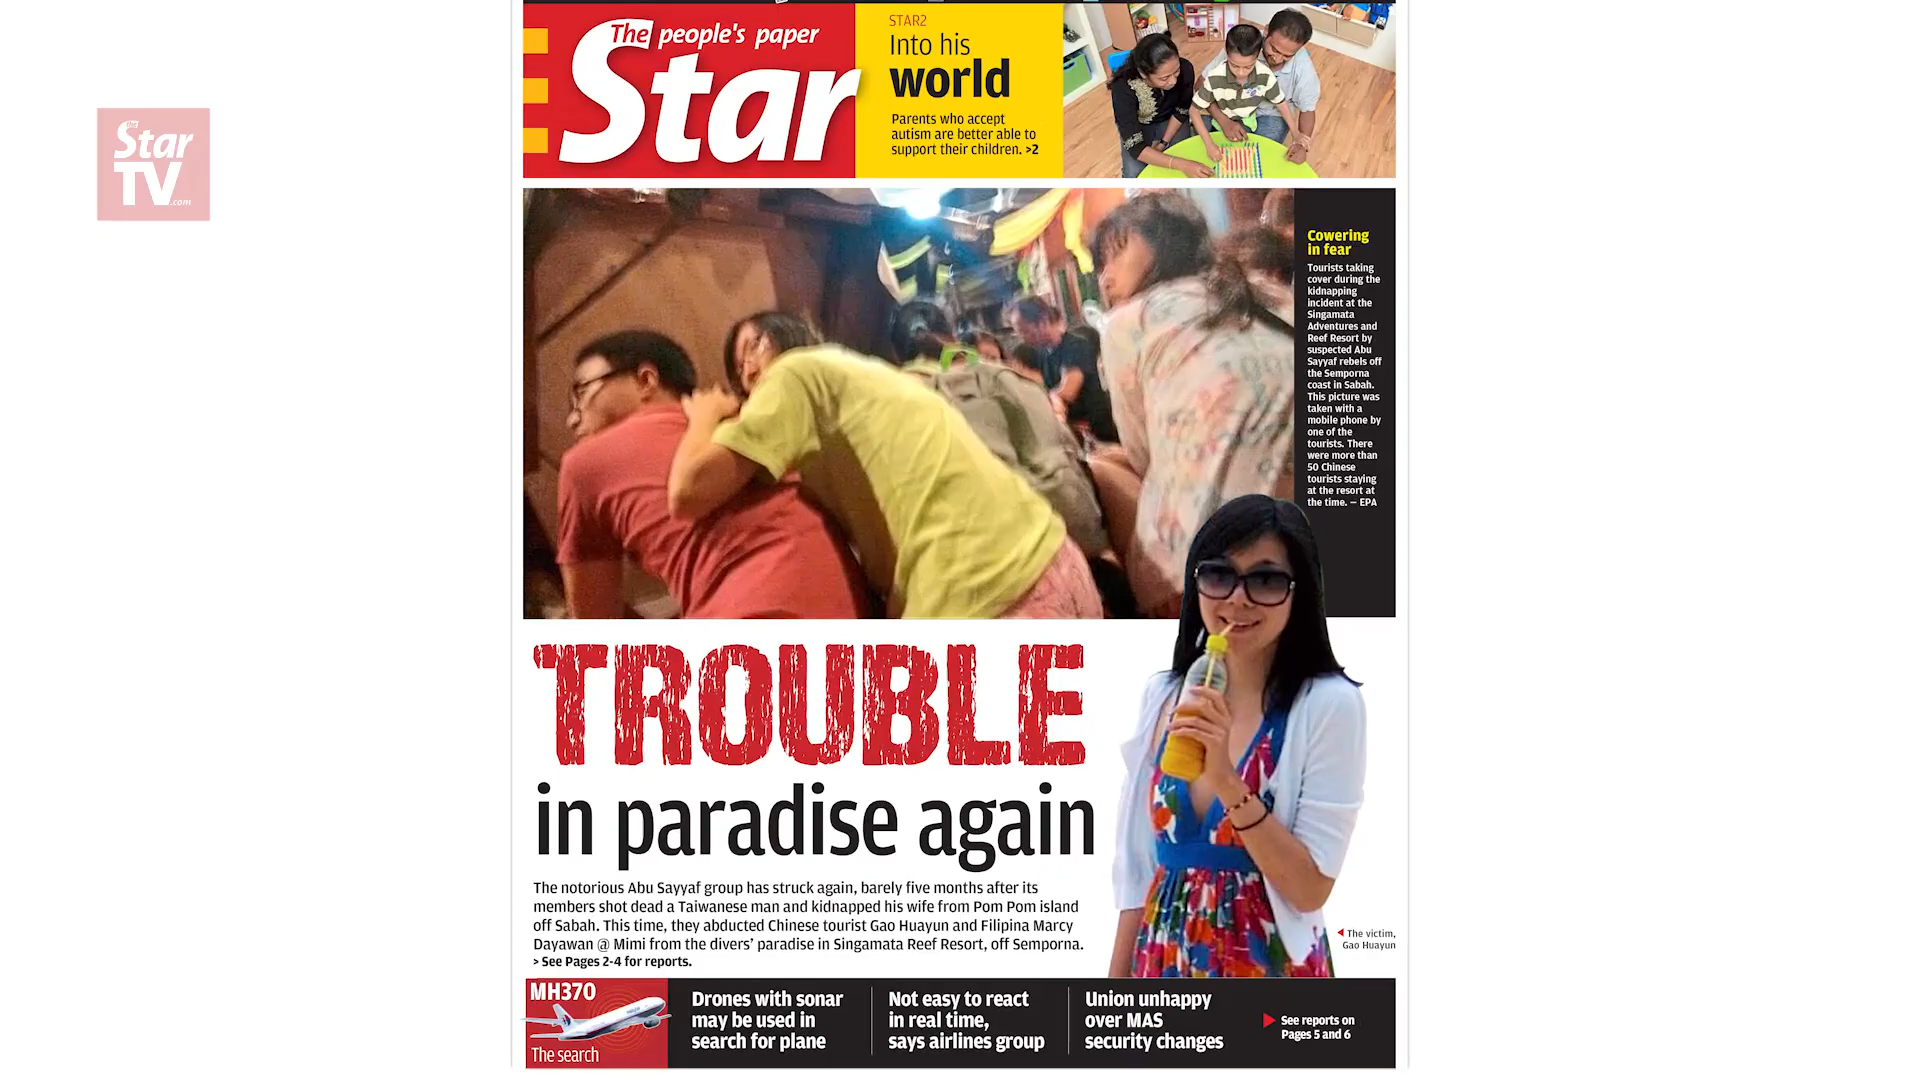 the
Star
TV.com
The people's paper
Star
STAR2
Into his
world
Parents who accept
autism are better able to
support their children. >2
Cowering
in fear
Tourists taking
cover during the
kidnapping
incident at the
Singamata
Adventures and
Reef Resort by
suspected Abu
Sayyaf rebels off
the Semporna
coast in Sabah.
This picture was
taken with a
mobile phone by
one of the
tourists. There
were more than
50 Chinese
tourists staying
at the resort at
the time. — EPA
TROUBLE
in paradise again
The notorious Abu Sayyaf group has struck again, barely five months after its
members shot dead a Taiwanese man and kidnapped his wife from Pom Pom island
off Sabah. This time, they abducted Chinese tourist Gao Huayun and Filipina Marcy
Dayawan @ Mimi from the divers' paradise in Singamata Reef Resort, off Semporna.
> See Pages 2-4 for reports.
The victim,
Gao Huayun
MH370
The search
Drones with sonar
may be used in
search for plane
Not easy to react
in real time,
says airlines group
Union unhappy
over MAS
security changes
See reports on
Pages 5 and 6